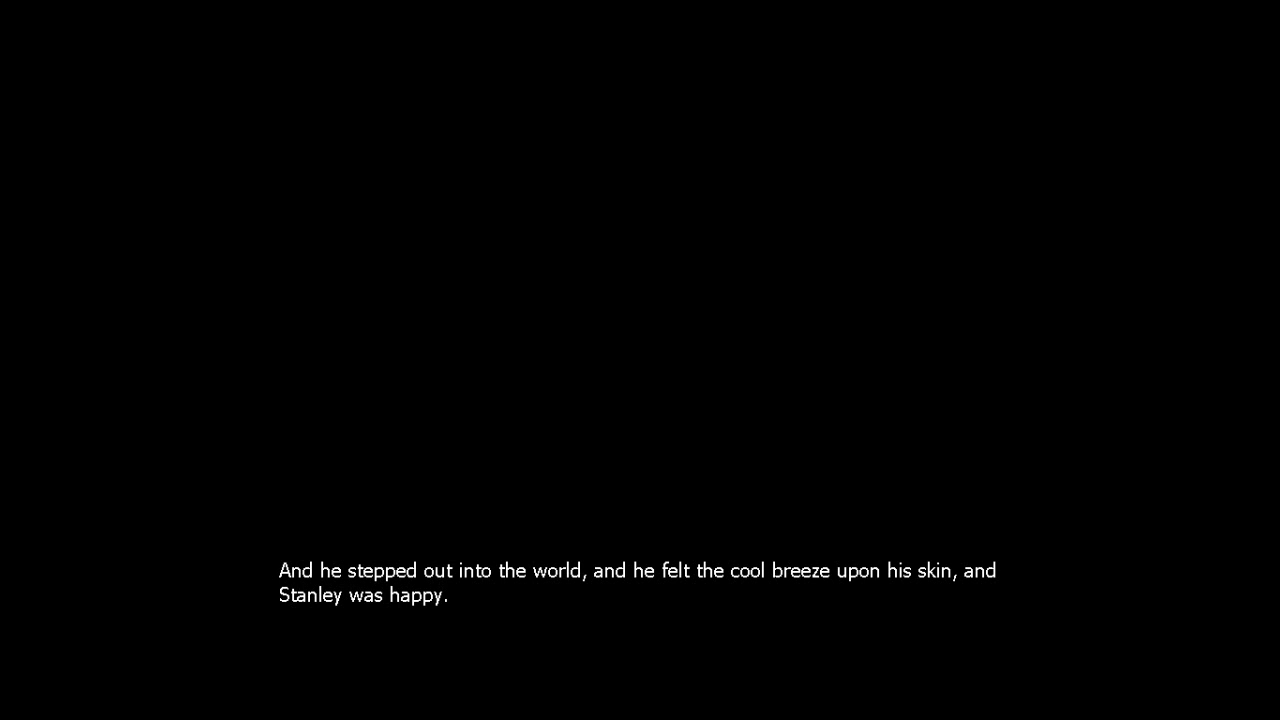 And he stepped out into the world, and he felt the cool breeze upon his skin, and
Stanley was happy.